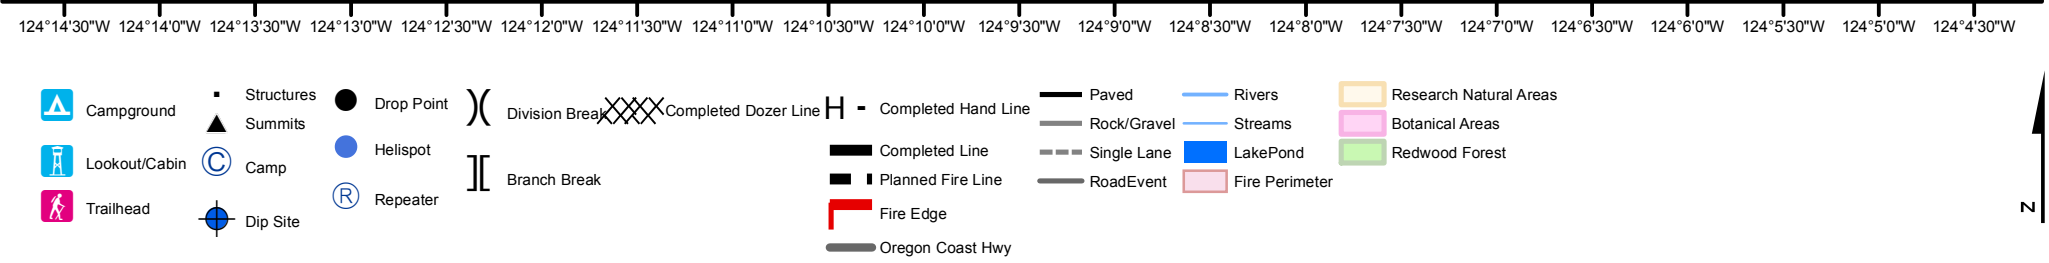 124°14'30"W 124°14'0"W 124°13'30"W 124°13'0"W 124°12'30"W 124°12'0"W 124°11'30"W 124°11'0"W 124°10'30"W 124°10'0"W 124°9'30"W 124°9'0"W 124°8'30"W 124°8'0"W 124°7'30"W 124°7'0"W 124°6'30"W 124°6'0"W 124°5'30"W 124°5'0"W 124°4'30"W
Campground
Lookout/Cabin
Trailhead
Structures
Summits
C Camp
Dip Site
Drop Point
Helispot
R Repeater
)( Division Break
][ Branch Break
XXXX Completed Dozer Line
H - Completed Hand Line
Completed Line
Planned Fire Line
Fire Edge
Oregon Coast Hwy
Paved
Rock/Gravel
Single Lane
RoadEvent
Rivers
Streams
LakePond
Fire Perimeter
Research Natural Areas
Botanical Areas
Redwood Forest
N